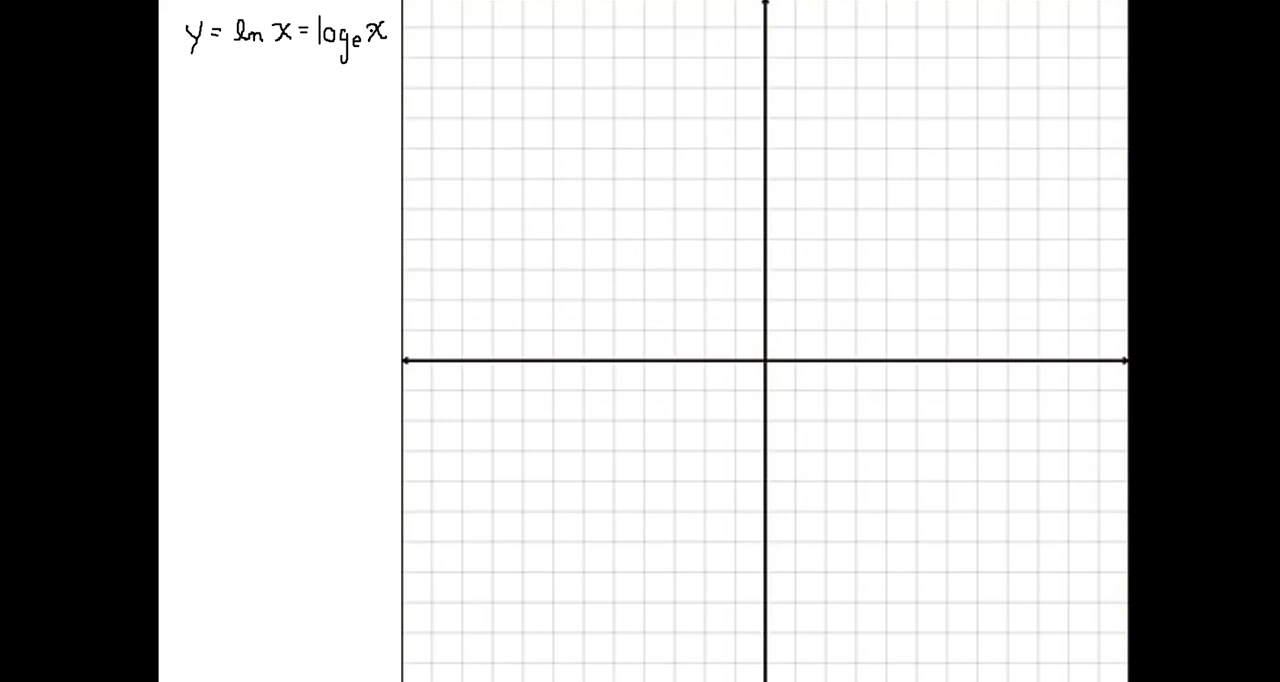 y = ln x = logₑ x